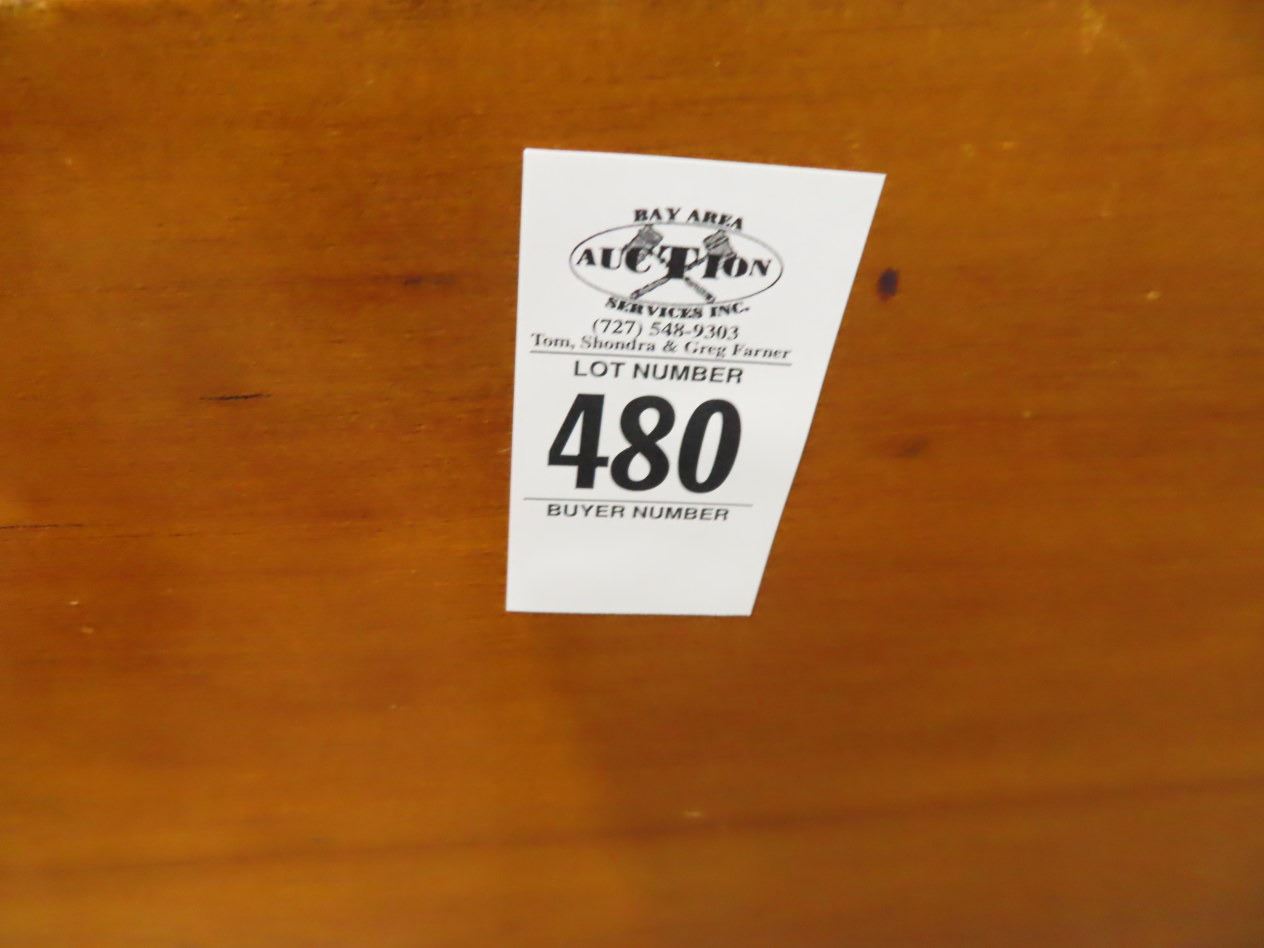 BAY AREA
AUCTION
SERVICES INC.
(727) 548-9303
Tom, Shondra & Greg Farner
LOT NUMBER
480
BUYER NUMBER